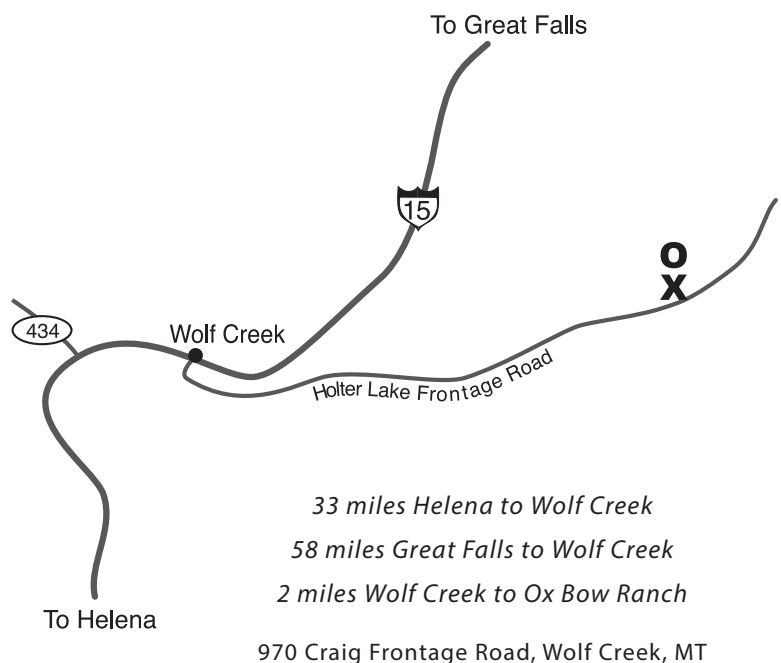 To Great Falls
15
O
X
434
Wolf Creek
Holter Lake Frontage Road
33 miles Helena to Wolf Creek
58 miles Great Falls to Wolf Creek
2 miles Wolf Creek to Ox Bow Ranch
To Helena
970 Craig Frontage Road, Wolf Creek, MT